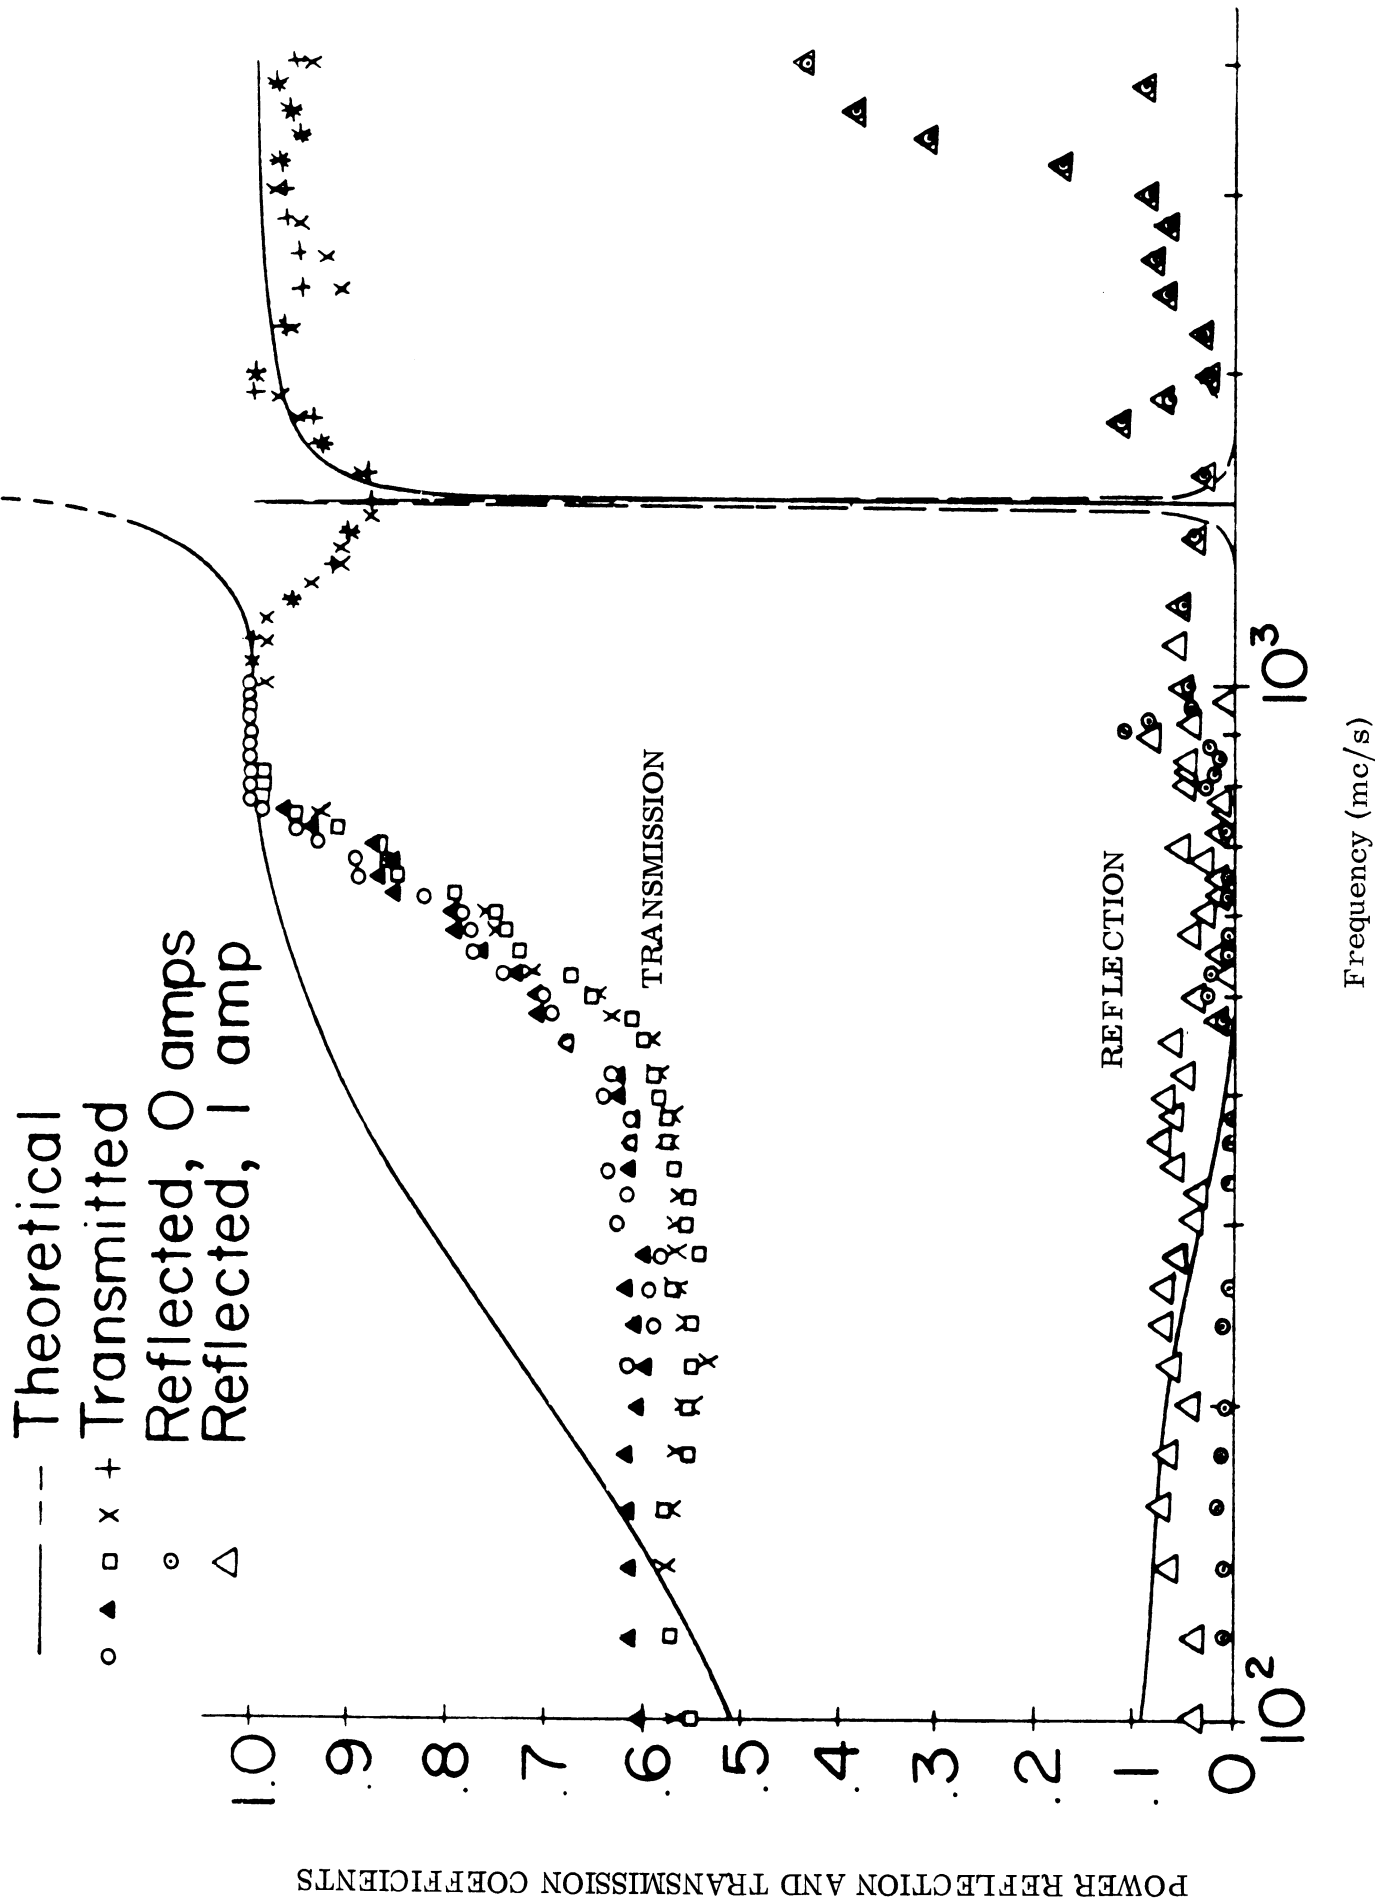 Theoretical
Transmitted
Reflected, 0 amps
Reflected, 1 amp
POWER REFLECTION AND TRANSMISSION COEFFICIENTS
1.0
.9
.8
.7
.6
.5
.4
.3
.2
.1
0
TRANSMISSION
REFLECTION
10²
10³
Frequency (mc/s)